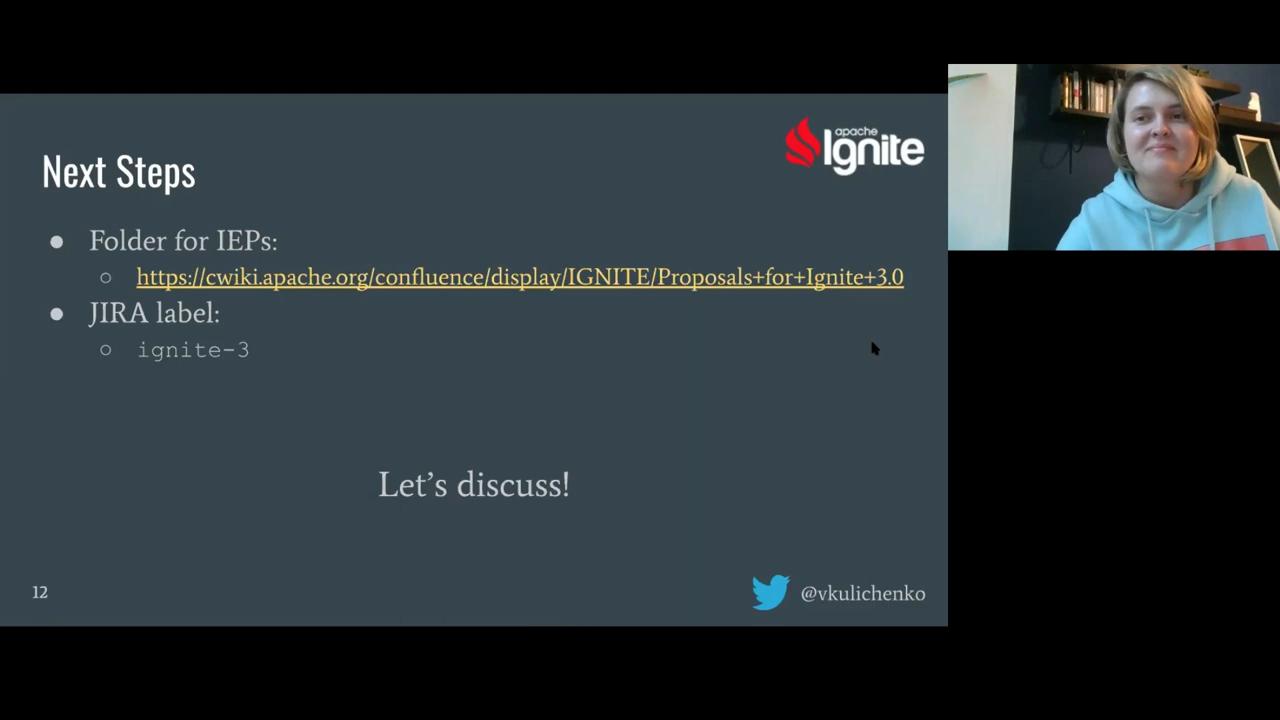 apache
Ignite
Next Steps
● Folder for IEPs:
○ https://cwiki.apache.org/confluence/display/IGNITE/Proposals+for+Ignite+3.0
● JIRA label:
○ ignite-3
Let's discuss!
12
@vkulichenko